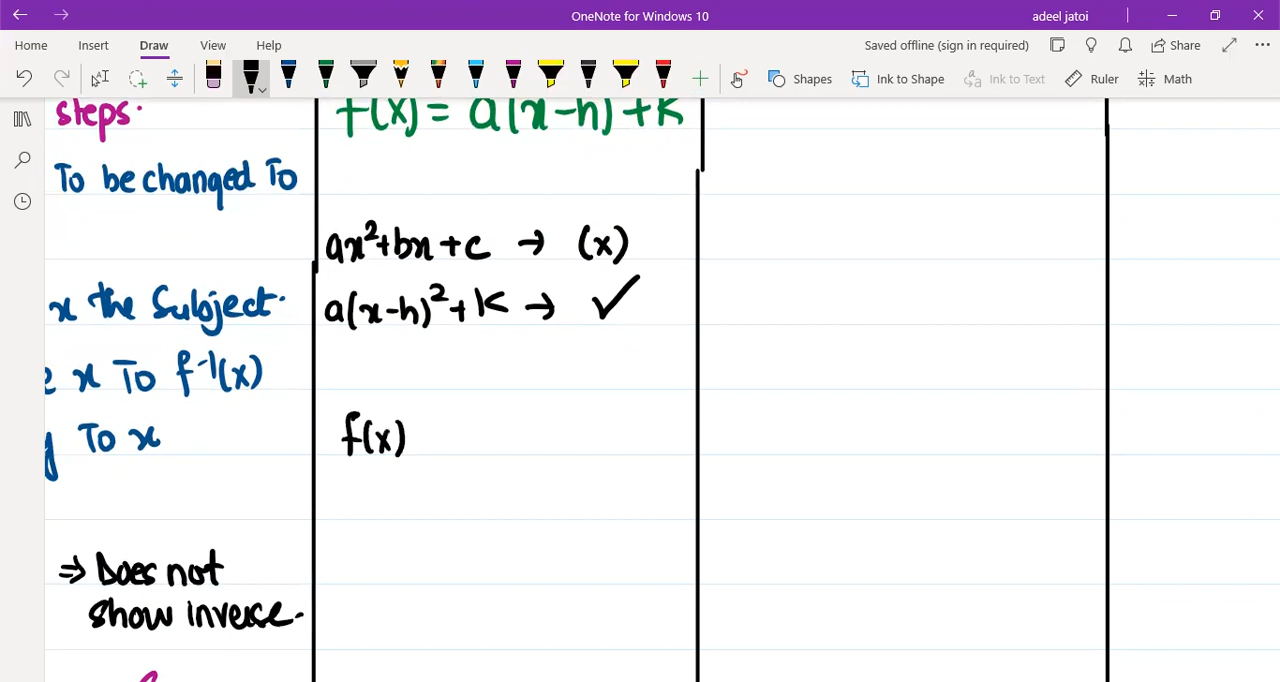 OneNote for Windows 10
adeel jatoi
Home Insert Draw View Help
Saved offline (sign in required)
Share
Shapes
Ink to Shape
Ink to Text
Ruler
Math
steps.
To be changed To
x the Subject.
x To f⁻¹(x)
y To x
⇒ Does not
show inverse.
f(x) = a(x-h)+k
ax²+bx+c → (x)
a(x-h)²+k → ✓
f(x)